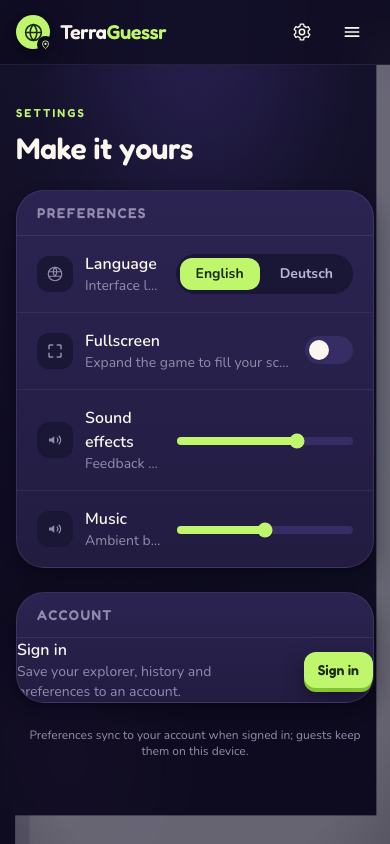 TerraGuessr
SETTINGS
Make it yours
PREFERENCES
Language
Interface l...
English
Deutsch
Fullscreen
Expand the game to fill your sc...
Sound
effects
Feedback ...
Music
Ambient b...
ACCOUNT
Sign in
Save your explorer, history and
preferences to an account.
Sign in
Preferences sync to your account when signed in; guests keep
them on this device.